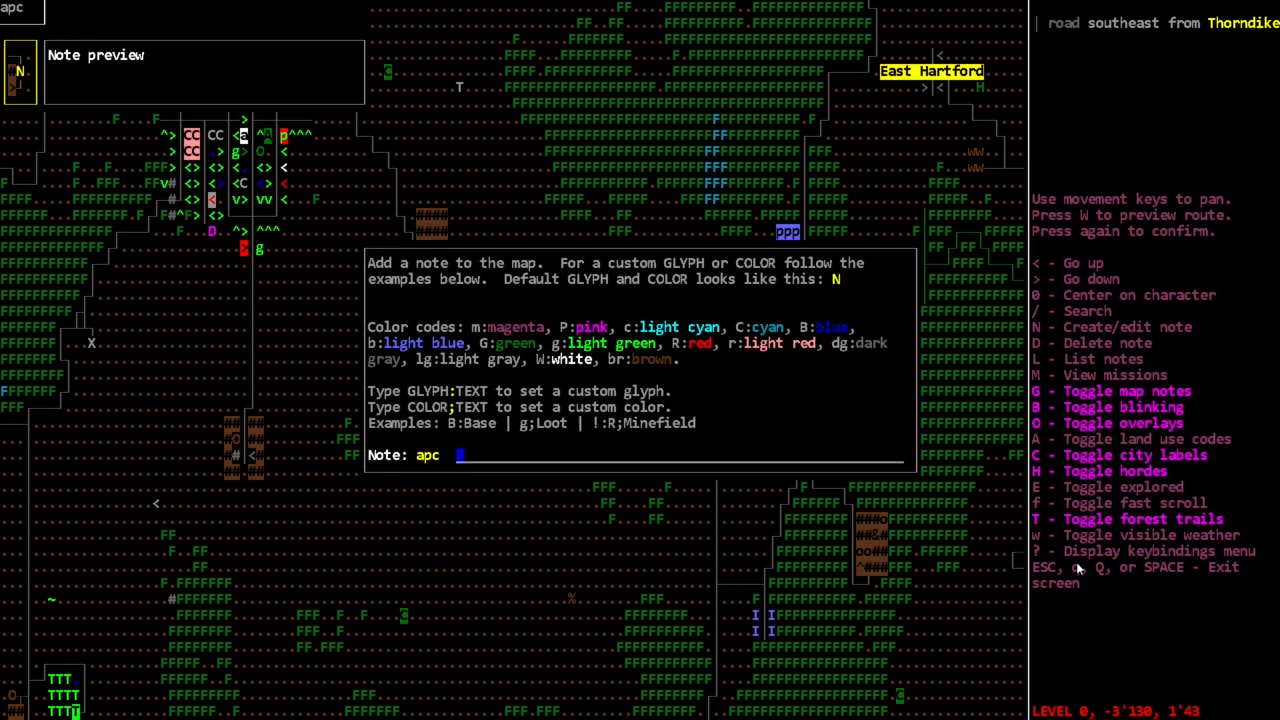 apc
| road southeast from Thorndike
Note preview
N
East Hartford
Use movement keys to pan.
Press W to preview route.
Press again to confirm.
< - Go up
> - Go down
0 - Center on character
/ - Search
N - Create/edit note
D - Delete note
L - List notes
M - View missions
G - Toggle map notes
B - Toggle blinking
O - Toggle overlays
A - Toggle land use codes
C - Toggle city labels
H - Toggle hordes
E - Toggle explored
f - Toggle fast scroll
T - Toggle forest trails
w - Toggle visible weather
? - Display keybindings menu
ESC, q, Q, or SPACE - Exit
screen
Add a note to the map.  For a custom GLYPH or COLOR follow the
examples below.  Default GLYPH and COLOR looks like this: N
Color codes: m:magenta, P:pink, c:light cyan, C:cyan, B:blue,
b:light blue, G:green, g:light green, R:red, r:light red, dg:dark
gray, lg:light gray, W:white, br:brown.
Type GLYPH:TEXT to set a custom glyph.
Type COLOR;TEXT to set a custom color.
Examples: B:Base | g;Loot | !:R;Minefield
Note: apc
LEVEL 0, -3'130, 1'43